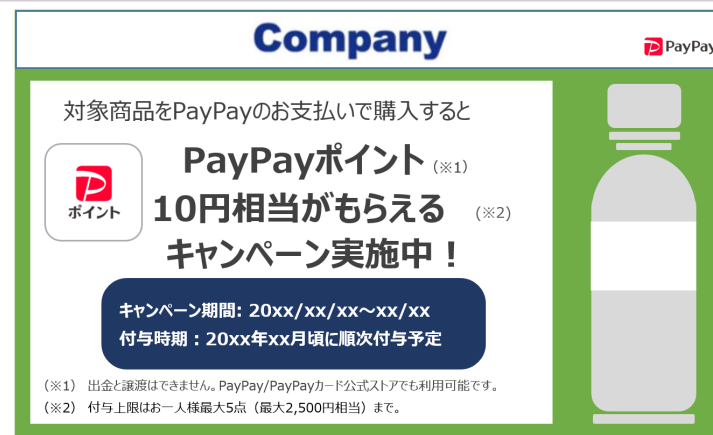 Company
PayPay
対象商品をPayPayのお支払いで購入すると
PayPayポイント（※1）
ポイント
10円相当がもらえる（※2）
キャンペーン実施中！
キャンペーン期間: 20xx/xx/xx～xx/xx
付与時期：20xx年xx月頃に順次付与予定
（※1） 出金と譲渡はできません。PayPay/PayPayカード公式ストアでも利用可能です。
（※2） 付与上限はお一人様最大5点（最大2,500円相当）まで。